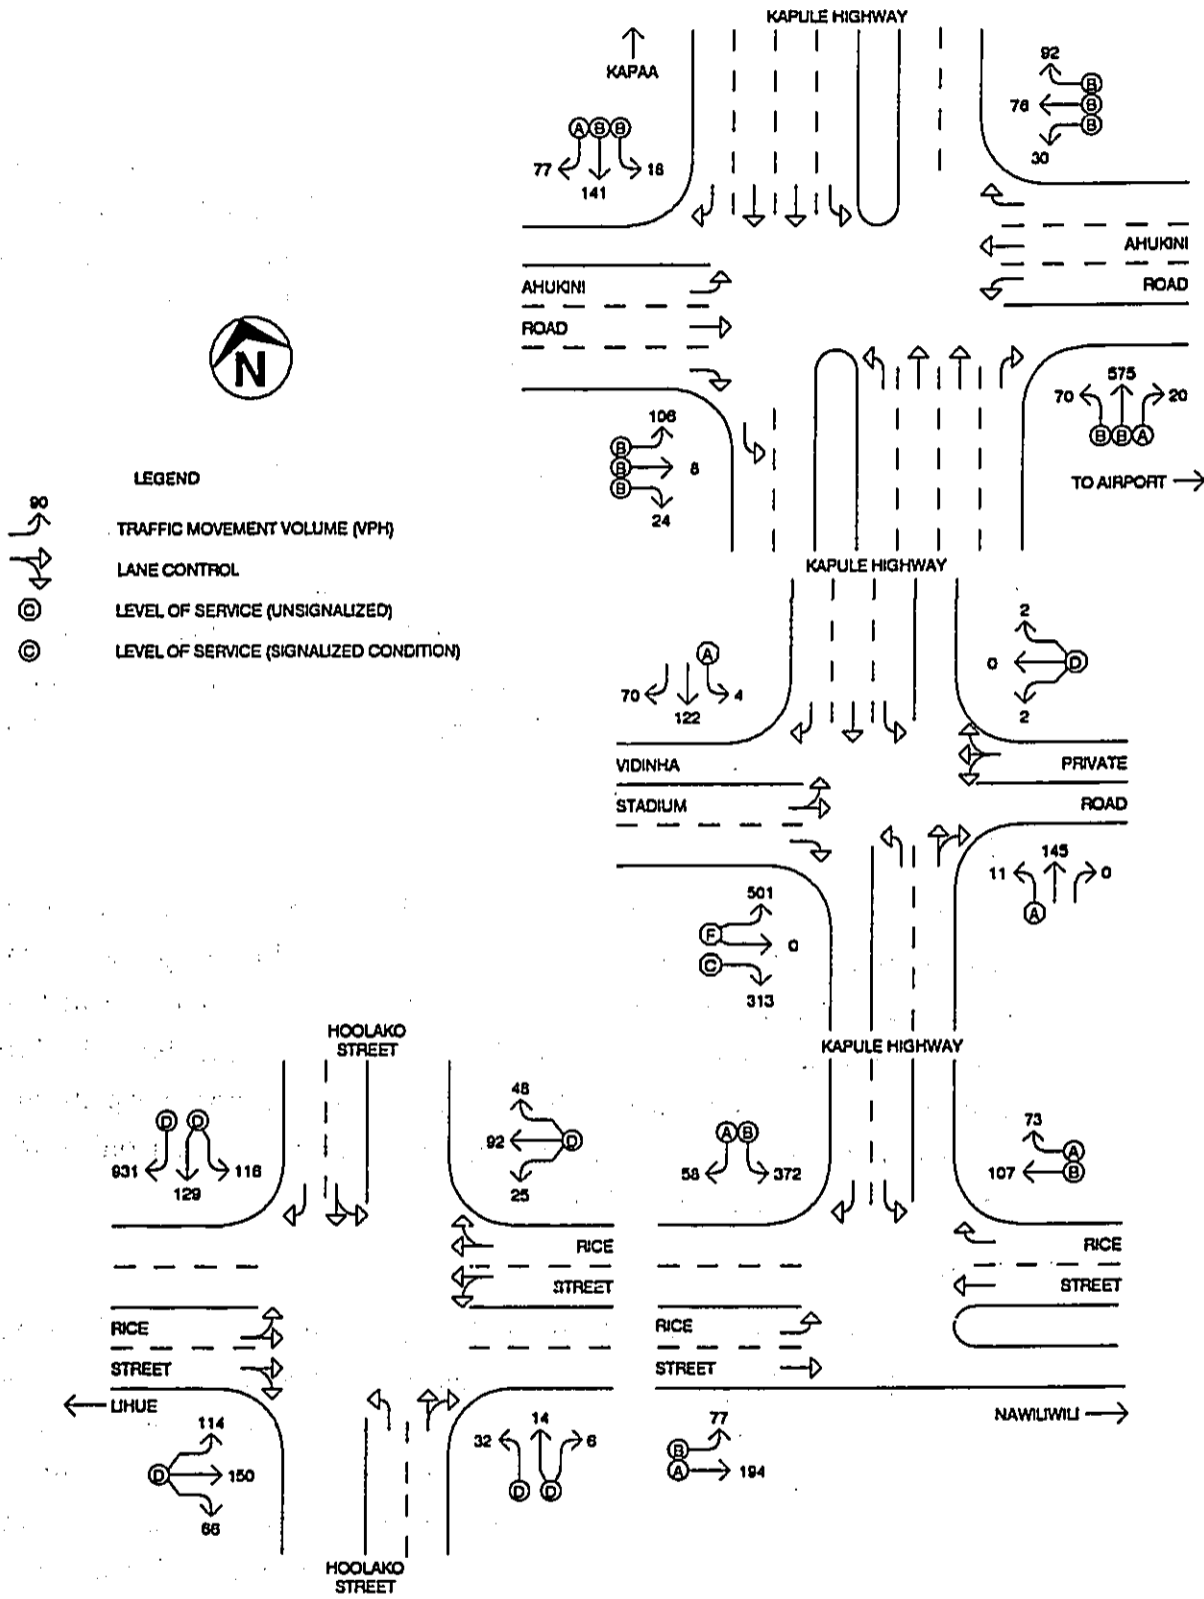 KAPULE HIGHWAY
KAPAA
92
B
76
B
B
30
A B B
77
141
18
AHUKINI
ROAD
AHUKINI
ROAD
N
106
B
B
8
B
24
575
70
20
B B A
TO AIRPORT
LEGEND
90
TRAFFIC MOVEMENT VOLUME (VPH)
LANE CONTROL
C
LEVEL OF SERVICE (UNSIGNALIZED)
C
LEVEL OF SERVICE (SIGNALIZED CONDITION)
KAPULE HIGHWAY
A
70
122
4
2
0
D
2
VIDINHA
STADIUM
PRIVATE
ROAD
145
11
0
A
501
F
0
C
313
HOOLAKO
STREET
KAPULE HIGHWAY
D D
931
129
116
48
92
D
25
A B
58
372
73
A
107
B
RICE
STREET
RICE
STREET
RICE
STREET
RICE
STREET
LIHUE
NAWILIWILI
114
D
150
66
14
32
6
D D
77
B
A
194
HOOLAKO
STREET